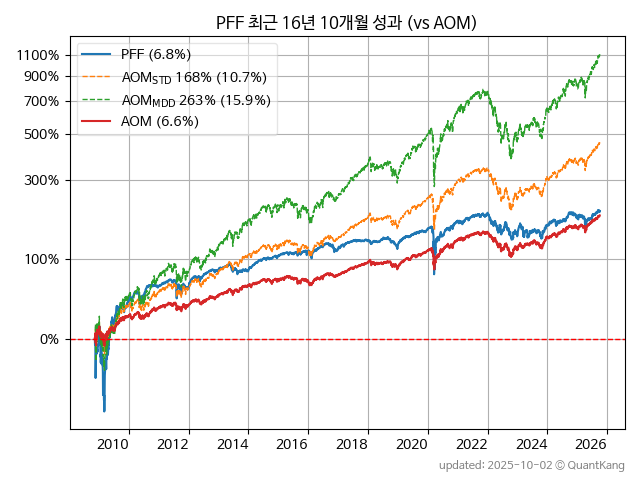 PFF 최근 16년 10개월 성과 (vs AOM)
PFF (6.8%)
AOM_STD 168% (10.7%)
AOM_MDD 263% (15.9%)
AOM (6.6%)
1100%
900%
700%
500%
300%
100%
0%
2010 2012 2014 2016 2018 2020 2022 2024 2026
updated: 2025-10-02 © QuantKang